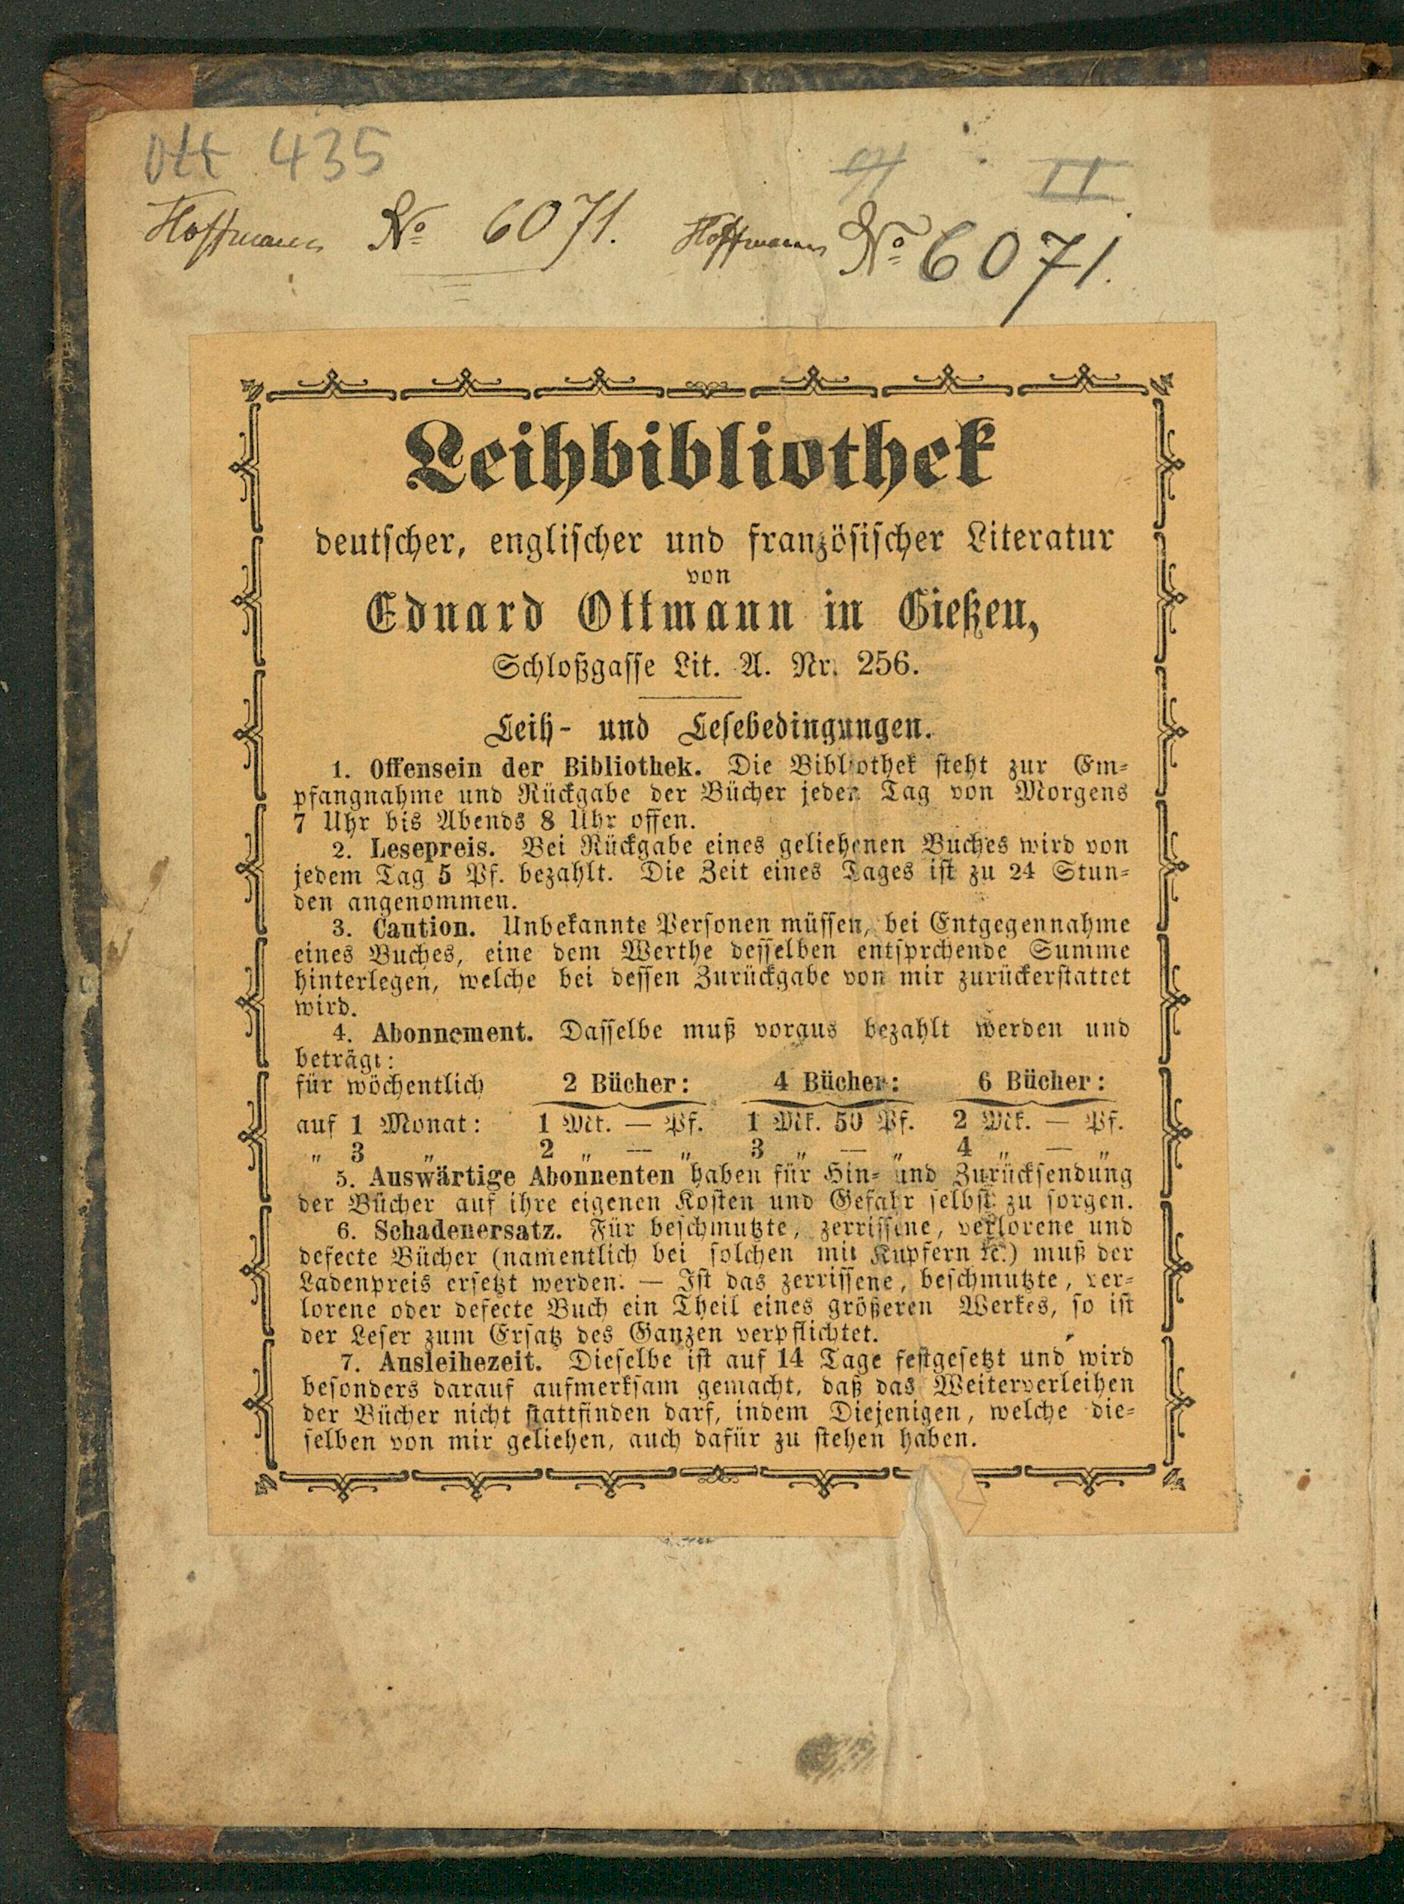 Ott 435
II
Hoffmann No 6071. Hoffmann No 6071.
Leihbibliothek
deutscher, englischer und französischer Literatur
von
Eduard Ottmann in Gießen,
Schloßgasse Lit. A. Nr. 256.
Leih- und Lesebedingungen.
1. Offensein der Bibliothek. Die Bibliothek steht zur Em-
pfangnahme und Rückgabe der Bücher jeden Tag von Morgens
7 Uhr bis Abends 8 Uhr offen.
2. Lesepreis. Bei Rückgabe eines geliehenen Buches wird von
jedem Tag 5 Pf. bezahlt. Die Zeit eines Tages ist zu 24 Stun-
den angenommen.
3. Caution. Unbekannte Personen müssen, bei Entgegennahme
eines Buches, eine dem Werthe desselben entsprchende Summe
hinterlegen, welche bei dessen Zurückgabe von mir zurückerstattet
wird.
4. Abonnement. Dasselbe muß voraus bezahlt werden und
beträgt:
für wöchentlich 2 Bücher: 4 Bücher: 6 Bücher:
auf 1 Monat: 1 Mk. — Pf. 1 Mk. 50 Pf. 2 Mk. — Pf.
„ 3 „ 2 „ — „ 3 „ — „ 4 „ — „
5. Auswärtige Abonnenten haben für Hin- und Zurücksendung
der Bücher auf ihre eigenen Kosten und Gefahr selbst zu sorgen.
6. Schadenersatz. Für beschmutzte, zerrissene, verlorene und
defecte Bücher (namentlich bei solchen mit Kupfern ꝛc.) muß der
Ladenpreis ersetzt werden. — Ist das zerrissene, beschmutzte, ver-
lorene oder defecte Buch ein Theil eines größeren Werkes, so ist
der Leser zum Ersatz des Ganzen verpflichtet.
7. Ausleihezeit. Dieselbe ist auf 14 Tage festgesetzt und wird
besonders darauf aufmerksam gemacht, daß das Weiterverleihen
der Bücher nicht stattfinden darf, indem Diejenigen, welche die-
selben von mir geliehen, auch dafür zu stehen haben.